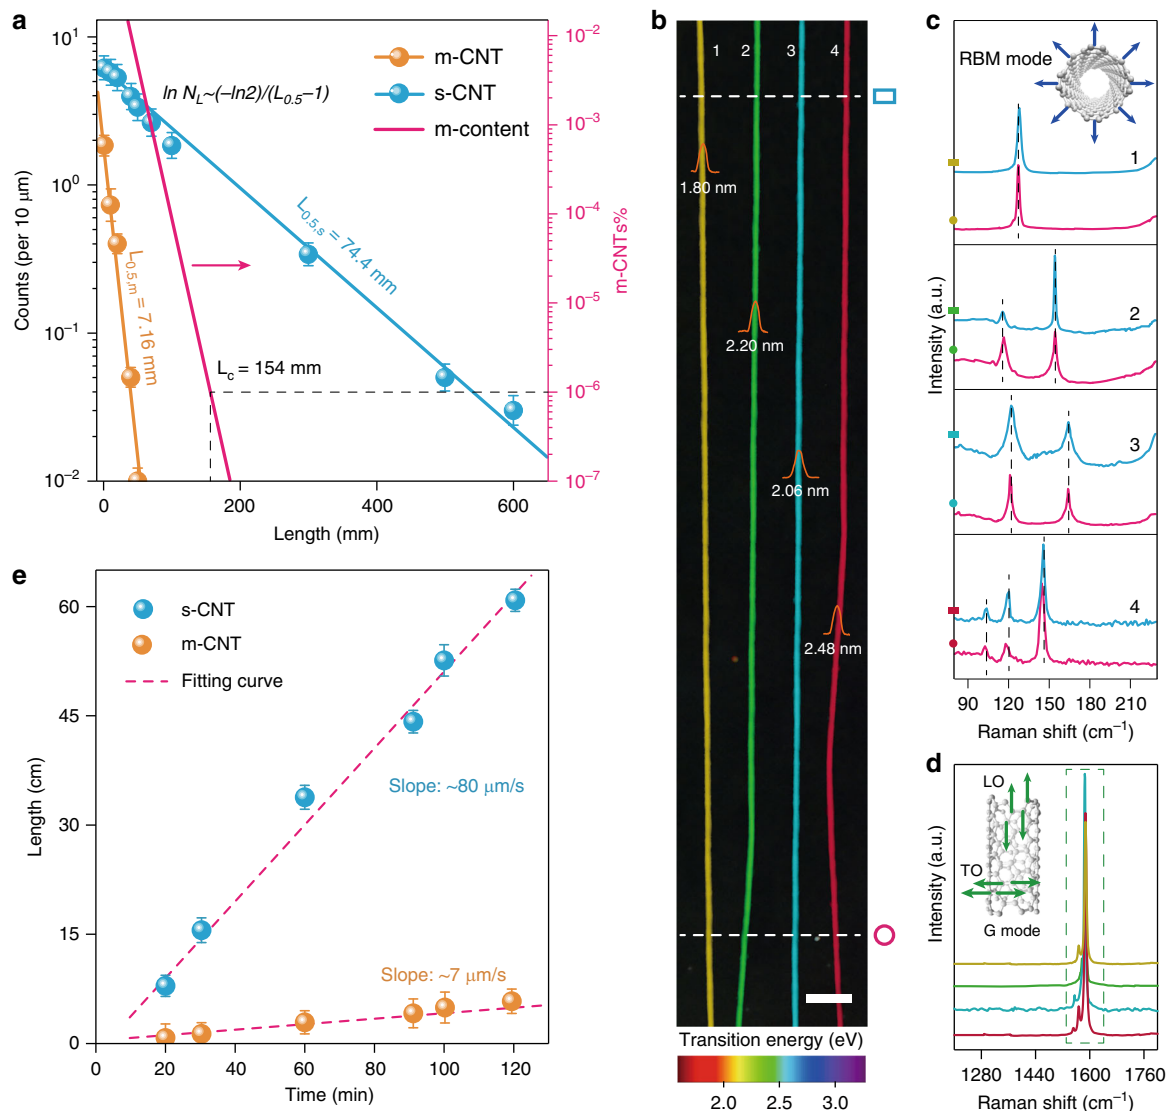 a
10¹
10⁰
10⁻¹
10⁻²
Counts (per 10 μm)
0
200
400
600
Length (mm)
m-CNT
s-CNT
m-content
ln N_L~(−ln2)/(L_0.5−1)
L_0.5,s = 74.4 mm
L_0.5,m = 7.16 mm
L_c = 154 mm
10⁻²
10⁻³
10⁻⁴
10⁻⁵
10⁻⁶
10⁻⁷
m-CNTs%
b
1
2
3
4
1.80 nm
2.20 nm
2.06 nm
2.48 nm
Transition energy (eV)
2.0
2.5
3.0
c
RBM mode
1
2
3
4
Intensity (a.u.)
90
120
150
180
210
Raman shift (cm⁻¹)
d
LO
TO
G mode
Intensity (a.u.)
1280
1440
1600
1760
Raman shift (cm⁻¹)
e
60
45
30
15
0
Length (cm)
s-CNT
m-CNT
Fitting curve
Slope: ~80 μm/s
Slope: ~7 μm/s
0
20
40
60
80
100
120
Time (min)